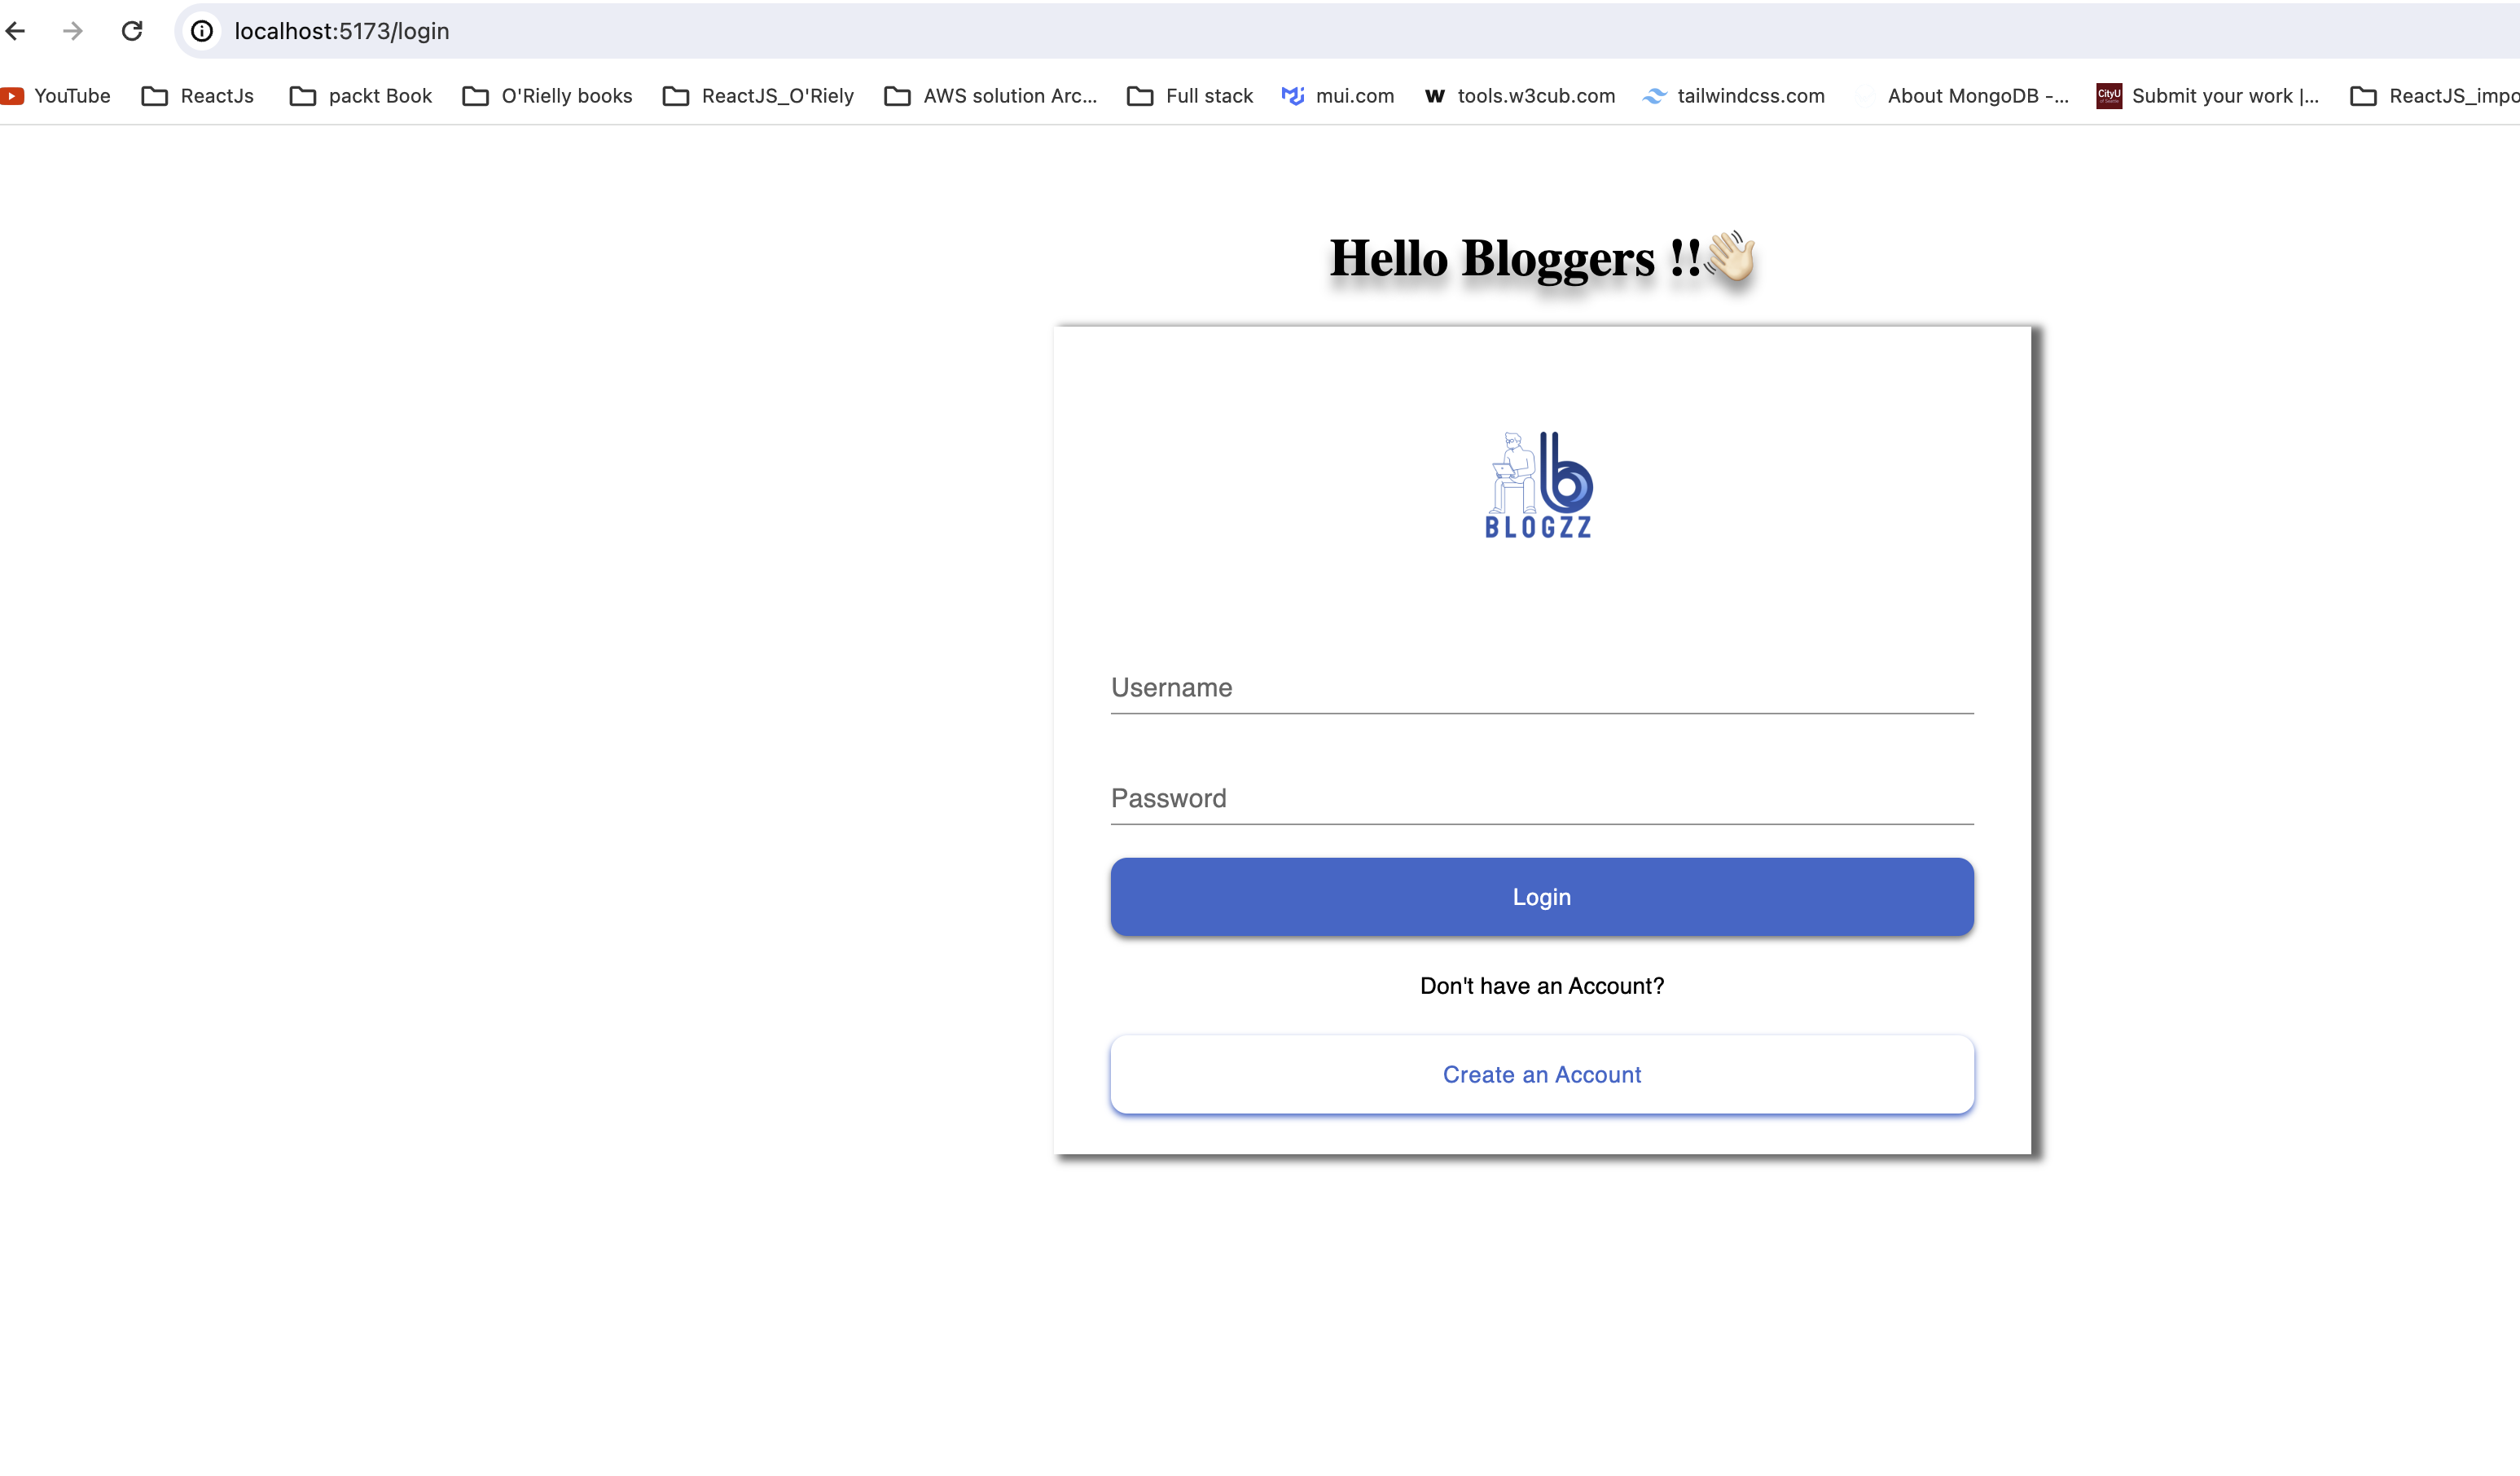 localhost:5173/login
YouTube ReactJs packt Book O'Rielly books ReactJS_O'Riely AWS solution Arc... Full stack mui.com W tools.w3cub.com tailwindcss.com About MongoDB -... CityU Submit your work |... ReactJS_impo
Hello Bloggers !!👋🏻
b
BLOGZZ
Username
Password
Login
Don't have an Account?
Create an Account